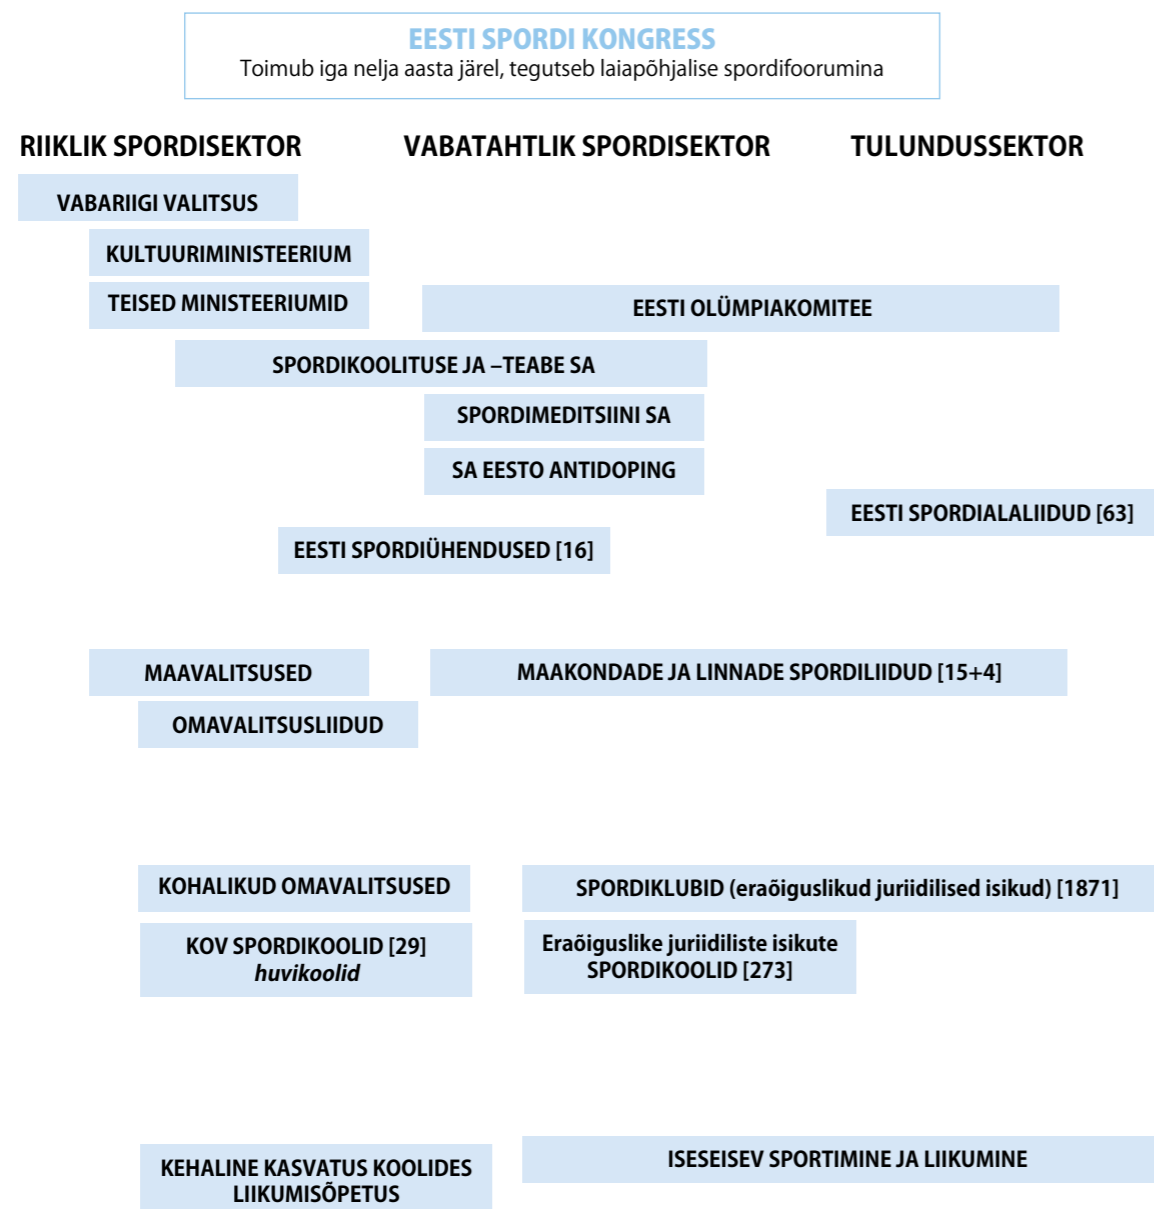 EESTI SPORDI KONGRESS
Toimub iga nelja aasta järel, tegutseb laiapõhjalise spordifoorumina
RIIKLIK SPORDISEKTOR
VABATAHTLIK SPORDISEKTOR
TULUNDUSSEKTOR
VABARIIGI VALITSUS
KULTUURIMINISTEERIUM
TEISED MINISTEERIUMID
EESTI OLÜMPIAKOMITEE
SPORDIKOOLITUSE JA –TEABE SA
SPORDIMEDITSIINI SA
SA EESTO ANTIDOPING
EESTI SPORDIALALIIDUD [63]
EESTI SPORDIÜHENDUSED [16]
MAAVALITSUSED
MAAKONDADE JA LINNADE SPORDILIIDUD [15+4]
OMAVALITSUSLIIDUD
KOHALIKUD OMAVALITSUSED
SPORDIKLUBID (eraõiguslikud juriidilised isikud) [1871]
KOV SPORDIKOOLID [29]
huvikoolid
Eraõiguslike juriidiliste isikute
SPORDIKOOLID [273]
KEHALINE KASVATUS KOOLIDES
LIIKUMISÕPETUS
ISESEISEV SPORTIMINE JA LIIKUMINE